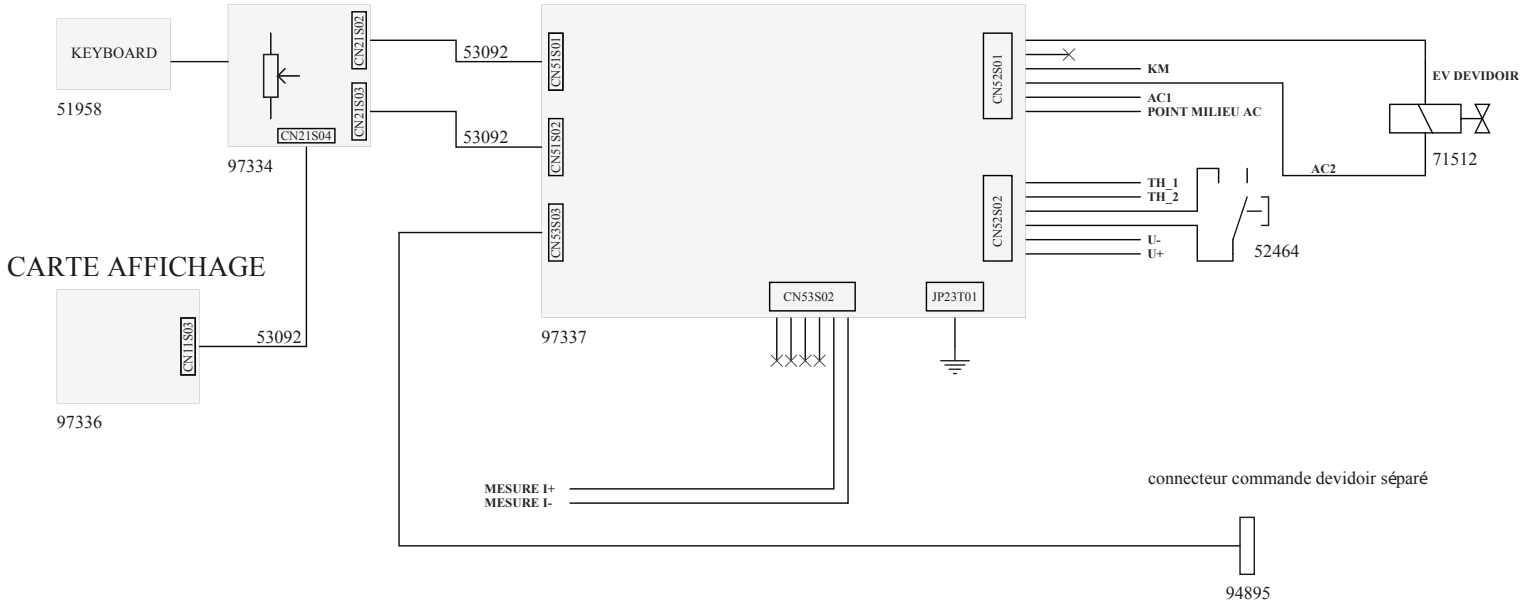 KEYBOARD
51958
CN21S02
CN21S03
CN21S04
97334
53092
53092
CN51S01
CN51S02
CN53S03
CARTE AFFICHAGE
CN11S03
53092
97336
CN53S02
JP23T01
97337
CN52S01
KM
AC1
POINT MILIEU AC
EV DEVIDOIR
71512
AC2
CN52S02
TH_1
TH_2
U-
U+
52464
MESURE I+
MESURE I-
connecteur commande devidoir séparé
94895